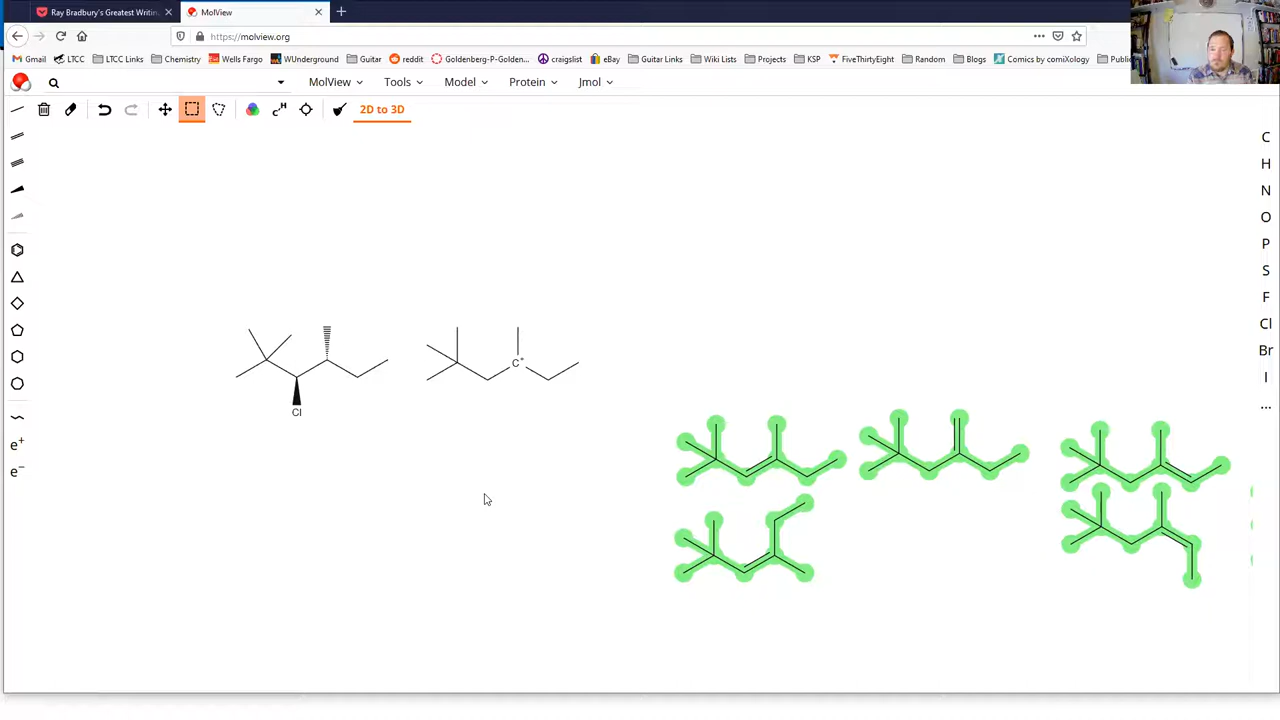 Ray Bradbury's Greatest Writin
MolView
https://molview.org
Gmail LTCC LTCC Links Chemistry Wells Fargo WUnderground Guitar reddit Goldenberg-P-Golden... craigslist eBay Guitar Links Wiki Lists Projects KSP FiveThirtyEight Random Blogs Comics by comiXology Public
MolView Tools Model Protein Jmol
C H 2D to 3D
C
H
N
O
P
S
F
Cl
Br
I
...
e+
e−
C+
Cl